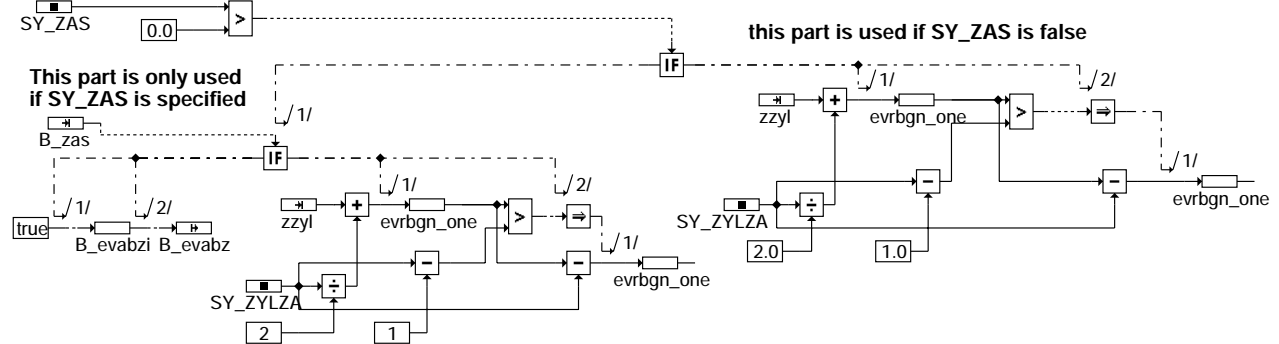 SY_ZAS
>
0.0
this part is used if SY_ZAS is false
IF
This part is only used
if SY_ZAS is specified
1/
1/
2/
B_zas
zzyl
+
evrbgn_one
>
⇒
IF
1/
1/
2/
1/
2/
true
B_evabzi
B_evabz
zzyl
+
evrbgn_one
>
⇒
1/
−
−
evrbgn_one
SY_ZYLZA
÷
2.0
1.0
−
−
evrbgn_one
SY_ZYLZA
÷
2
1